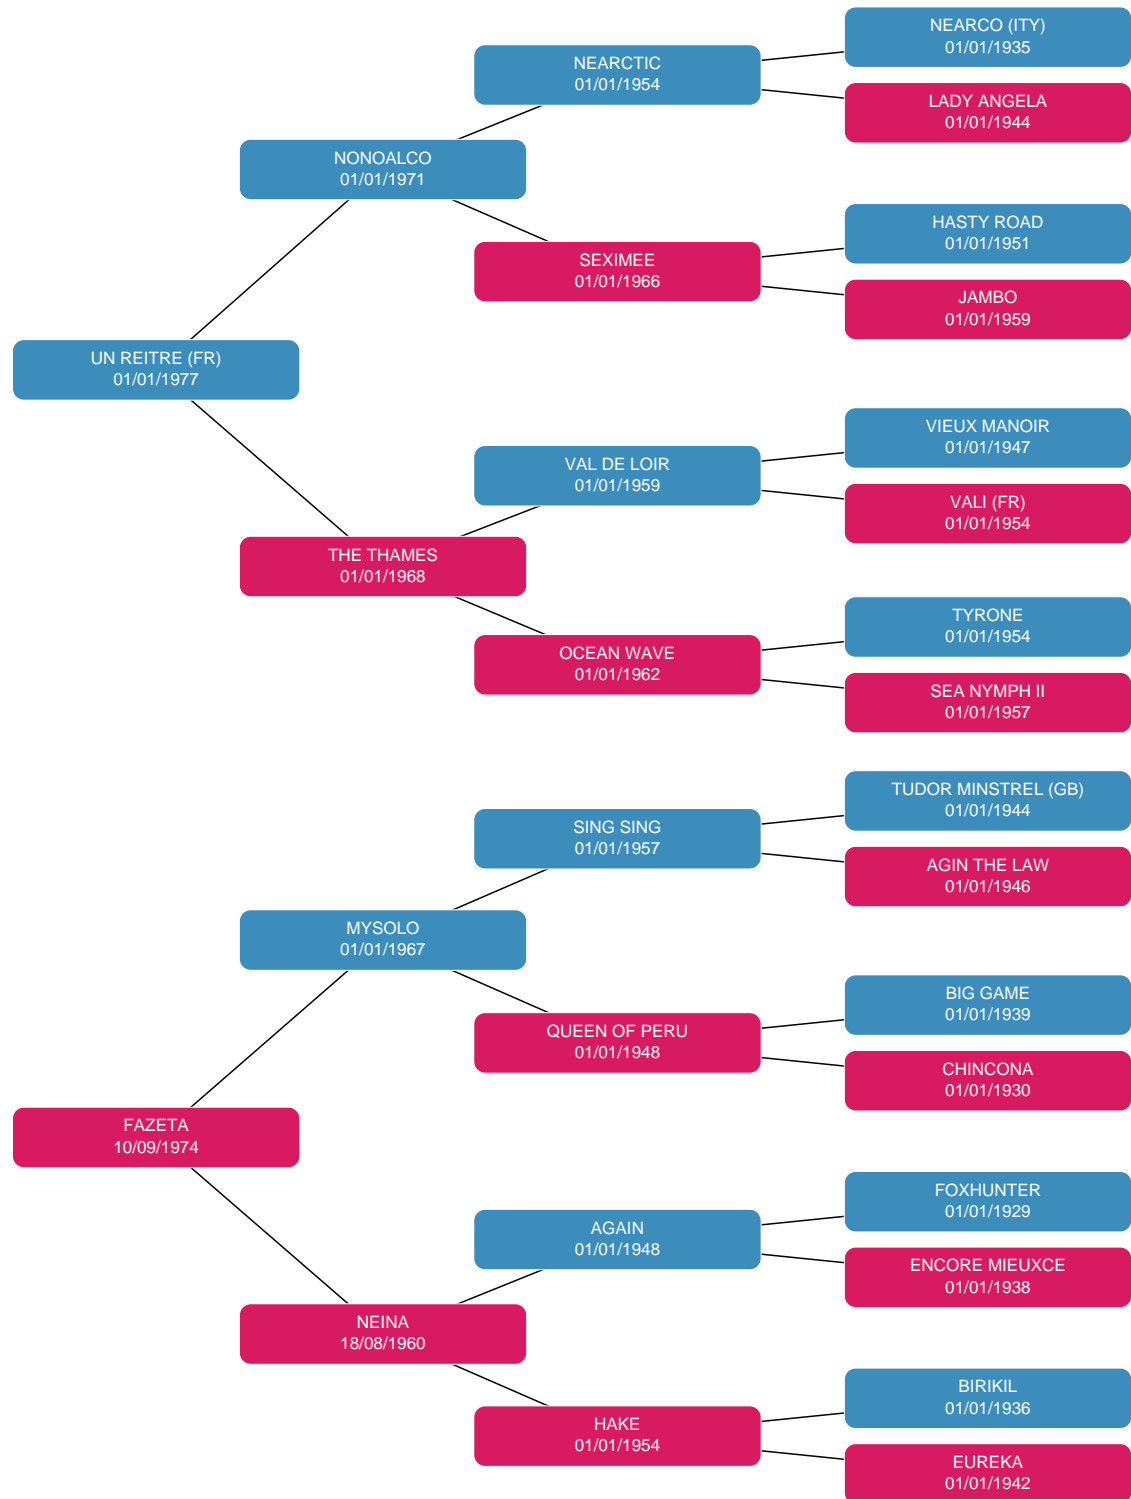 NEARCO (ITY)
01/01/1935
NEARCTIC
01/01/1954
LADY ANGELA
01/01/1944
NONOALCO
01/01/1971
HASTY ROAD
01/01/1951
SEXIMEE
01/01/1966
JAMBO
01/01/1959
UN REITRE (FR)
01/01/1977
VIEUX MANOIR
01/01/1947
VAL DE LOIR
01/01/1959
VALI (FR)
01/01/1954
THE THAMES
01/01/1968
TYRONE
01/01/1954
OCEAN WAVE
01/01/1962
SEA NYMPH II
01/01/1957
TUDOR MINSTREL (GB)
01/01/1944
SING SING
01/01/1957
AGIN THE LAW
01/01/1946
MYSOLO
01/01/1967
BIG GAME
01/01/1939
QUEEN OF PERU
01/01/1948
CHINCONA
01/01/1930
FAZETA
10/09/1974
FOXHUNTER
01/01/1929
AGAIN
01/01/1948
ENCORE MIEUXCE
01/01/1938
NEINA
18/08/1960
BIRIKIL
01/01/1936
HAKE
01/01/1954
EUREKA
01/01/1942